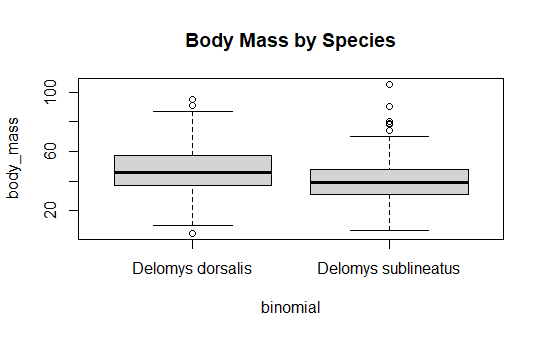 Body Mass by Species
body_mass
100
60
20
Delomys dorsalis
Delomys sublineatus
binomial